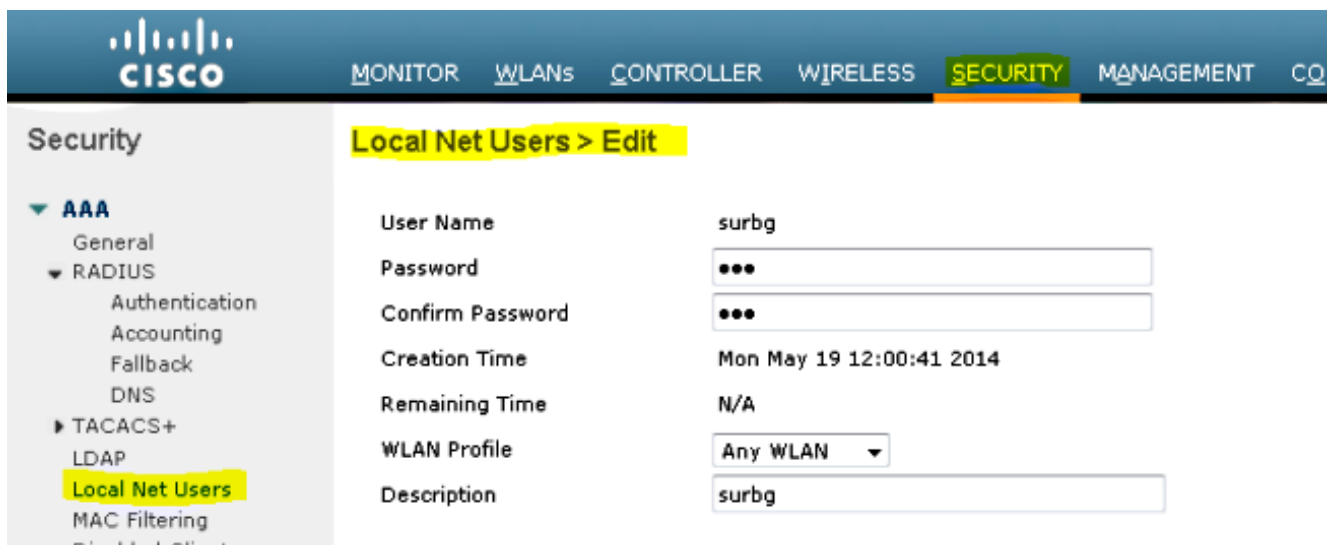 CISCO
MONITOR WLANs CONTROLLER WIRELESS SECURITY MANAGEMENT
Security
AAA
General
RADIUS
Authentication
Accounting
Fallback
DNS
TACACS+
LDAP
Local Net Users
MAC Filtering
Local Net Users > Edit
User Name surbg
Password •••
Confirm Password •••
Creation Time Mon May 19 12:00:41 2014
Remaining Time N/A
WLAN Profile Any WLAN
Description surbg